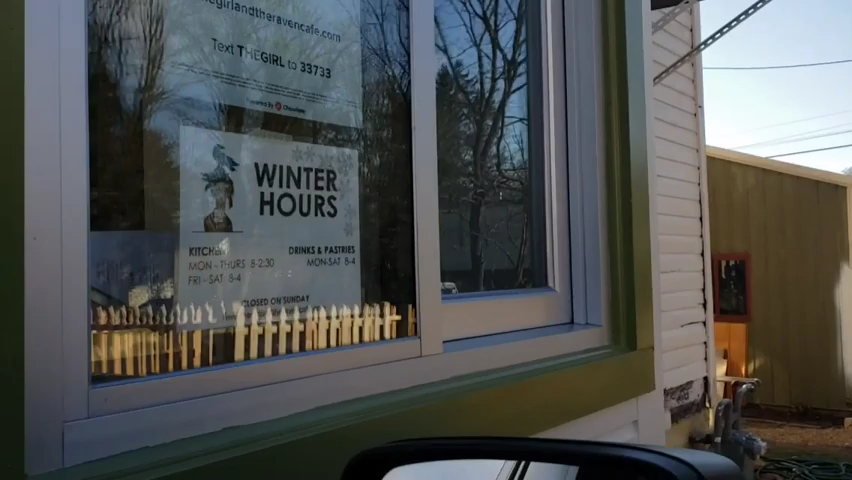 thegirlandtheravencafe.com
Text THEGIRL to 33733
WINTER
HOURS
KITCHEN
MON - THURS 8-2:30
FRI - SAT 8-4
DRINKS & PASTRIES
MON-SAT 8-4
CLOSED ON SUNDAY